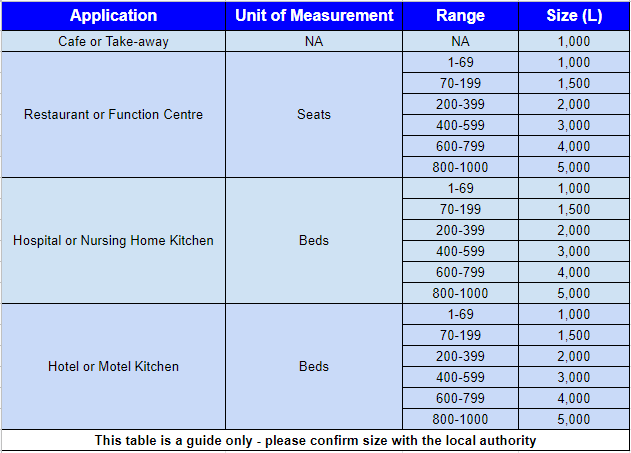 Application Unit of Measurement Range Size (L)
Cafe or Take-away NA NA 1,000
Restaurant or Function Centre Seats 1-69 1,000
70-199 1,500
200-399 2,000
400-599 3,000
600-799 4,000
800-1000 5,000
Hospital or Nursing Home Kitchen Beds 1-69 1,000
70-199 1,500
200-399 2,000
400-599 3,000
600-799 4,000
800-1000 5,000
Hotel or Motel Kitchen Beds 1-69 1,000
70-199 1,500
200-399 2,000
400-599 3,000
600-799 4,000
800-1000 5,000
This table is a guide only - please confirm size with the local authority